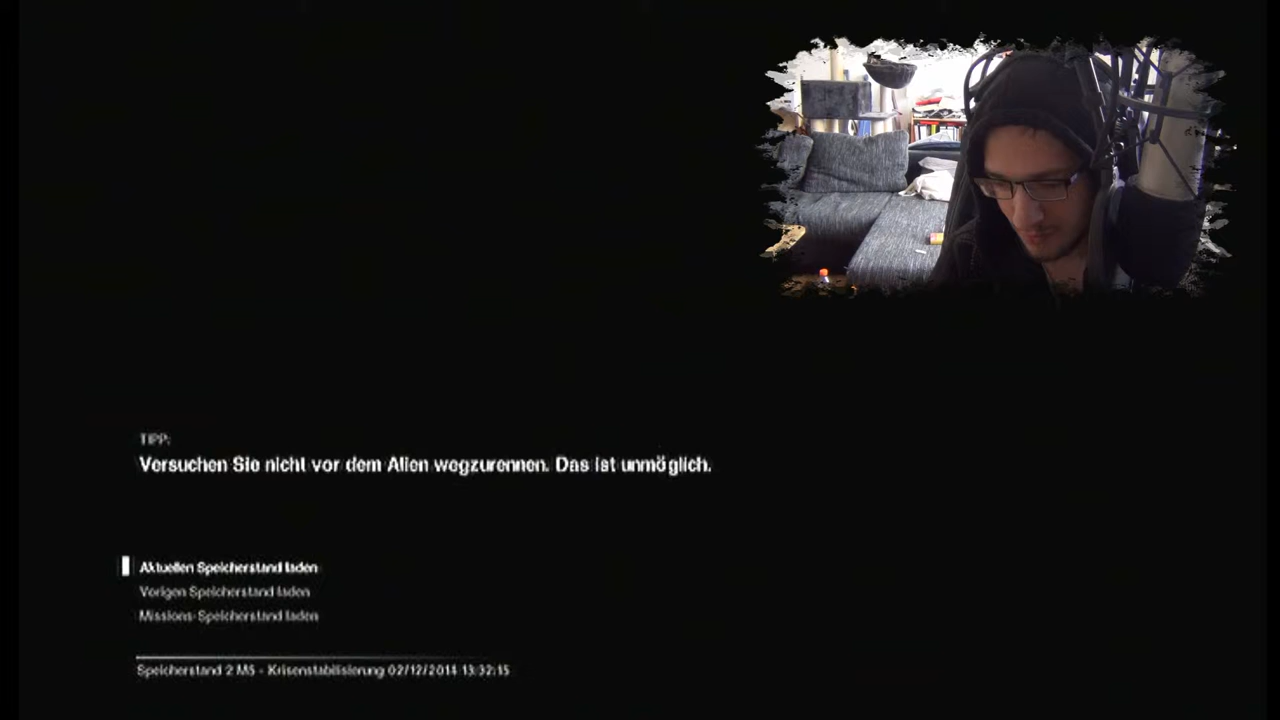 TIPP:
Versuchen Sie nicht vor dem Alien wegzurennen. Das ist unmöglich.
Aktuellen Speicherstand laden
Vorigen Speicherstand laden
Missions-Speicherstand laden
Speicherstand 2 M5 - Krisenstabilisierung 02/12/2014 13:32:15